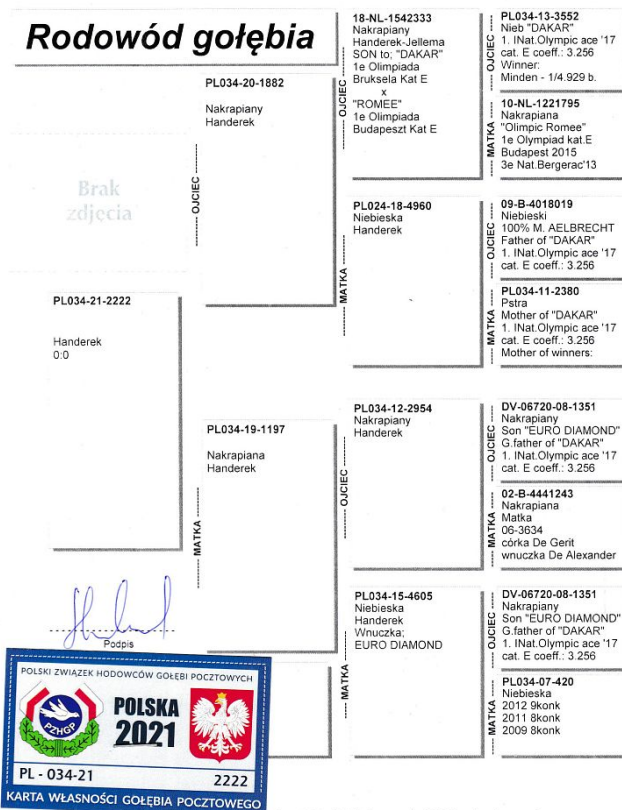 Rodowód gołębia
Brak
zdjęcia
PL034-21-2222
Handerek
0:0
Podpis
OJCIEC
PL034-20-1882
Nakrapiany
Handerek
MATKA
PL034-19-1197
Nakrapiana
Handerek
OJCIEC
18-NL-1542333
Nakrapiany
Handerek-Jellema
SON to; "DAKAR"
1e Olimpiada
Bruksela Kat E
x
"ROMEE"
1e Olimpiada
Budapeszt Kat E
MATKA
PL024-18-4960
Niebieska
Handerek
OJCIEC
PL034-12-2954
Nakrapiany
Handerek
MATKA
PL034-15-4605
Niebieska
Handerek
Wnuczka;
EURO DIAMOND
OJCIEC
PL034-13-3552
Nieb "DAKAR"
1. INat.Olympic ace '17
cat. E coeff.: 3.256
Winner:
Minden - 1/4.929 b.
MATKA
10-NL-1221795
Nakrapiana
"Olimpic Romee"
1e Olympiad kat.E
Budapest 2015
3e Nat.Bergerac'13
OJCIEC
09-B-4018019
Niebieski
100% M. AELBRECHT
Father of "DAKAR"
1. INat.Olympic ace '17
cat. E coeff.: 3.256
MATKA
PL034-11-2380
Pstra
Mother of "DAKAR"
1. INat.Olympic ace '17
cat. E coeff.: 3.256
Mother of winners:
OJCIEC
DV-06720-08-1351
Nakrapiany
Son "EURO DIAMOND"
G.father of "DAKAR"
1. INat.Olympic ace '17
cat. E coeff.: 3.256
MATKA
02-B-4441243
Nakrapiana
Matka
06-3634
córka De Gerit
wnuczka De Alexander
OJCIEC
DV-06720-08-1351
Nakrapiany
Son "EURO DIAMOND"
G.father of "DAKAR"
1. INat.Olympic ace '17
cat. E coeff.: 3.256
MATKA
PL034-07-420
Niebieska
2012 9konk
2011 8konk
2009 8konk
POLSKI ZWIĄZEK HODOWCÓW GOŁĘBI POCZTOWYCH
PZHGP
POLSKA
2021
PL - 034-21
2222
KARTA WŁASNOŚCI GOŁĘBIA POCZTOWEGO